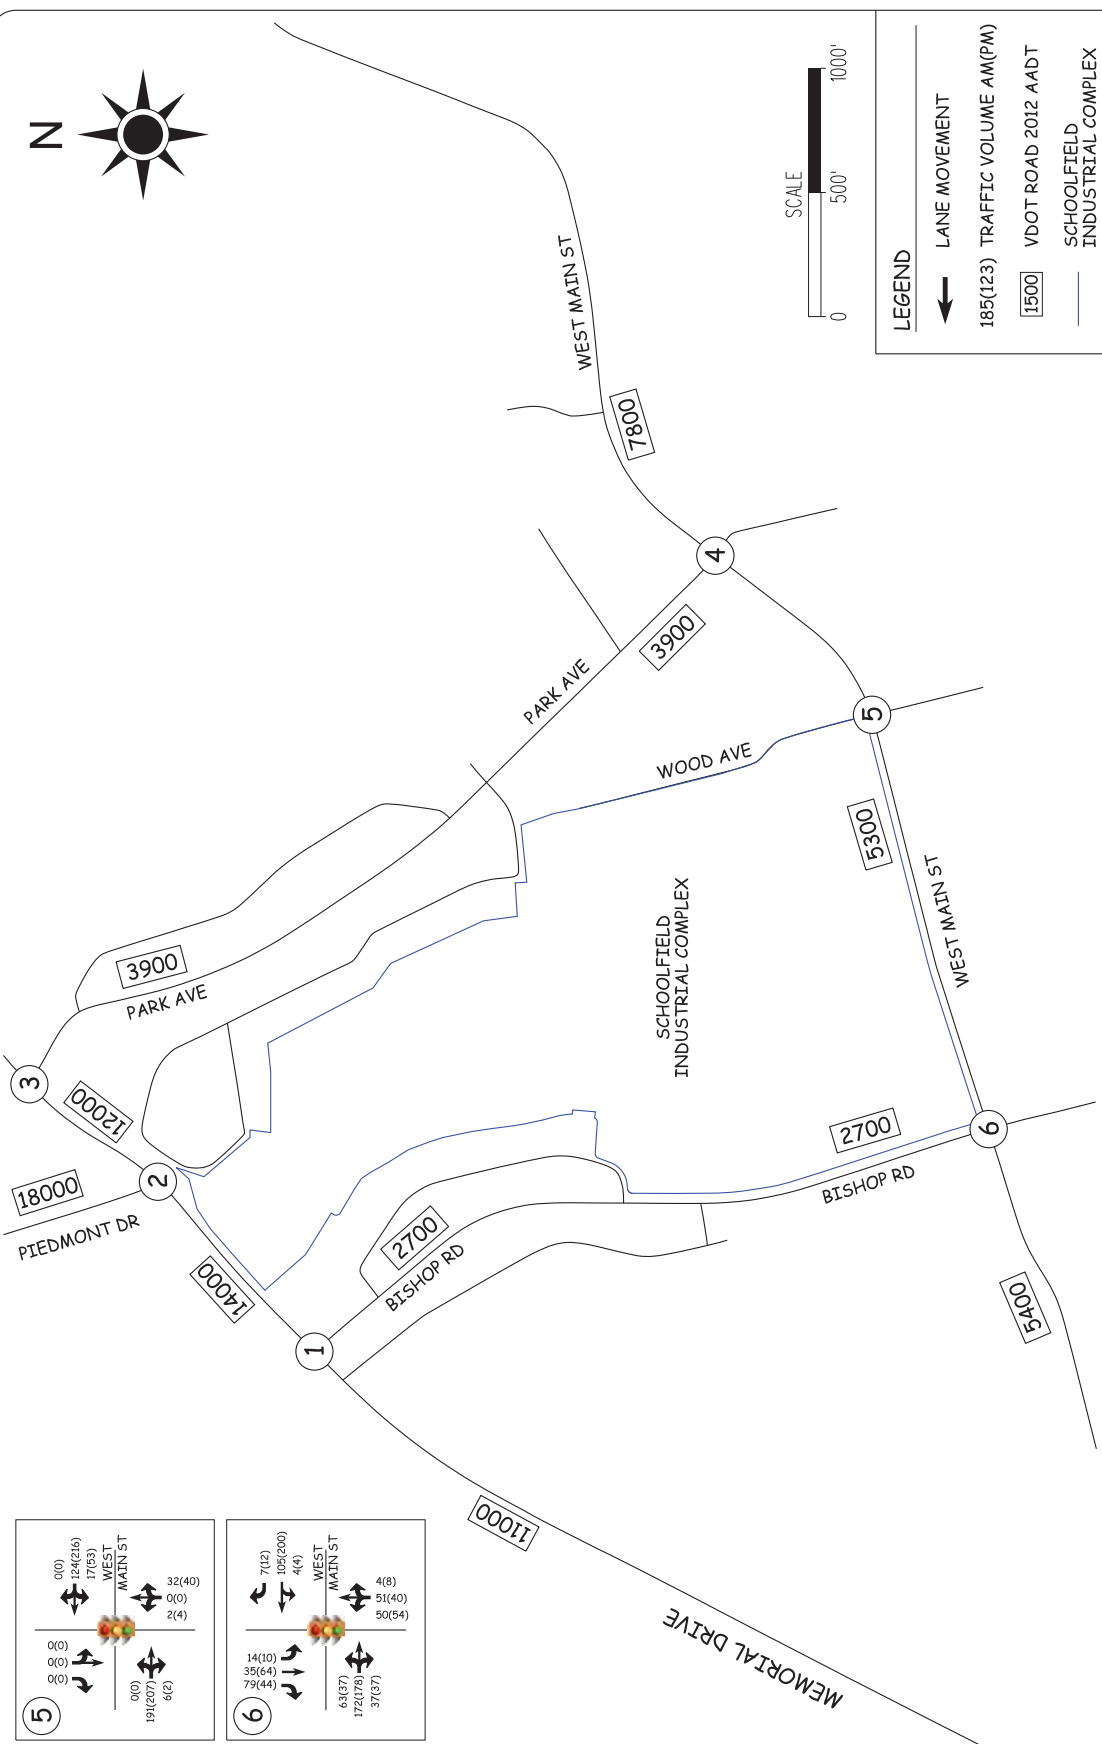 N
WEST MAIN ST
7800
4
3900
PARK AVE
WOOD AVE
5
5300
WEST MAIN ST
3900
PARK AVE
3
12000
18000
PIEDMONT DR
2
14000
1
2700
BISHOP RD
SCHOOLFIELD
INDUSTRIAL COMPLEX
2700
BISHOP RD
6
5400
11000
MEMORIAL DRIVE
SCALE
0 500' 1000'
LEGEND
LANE MOVEMENT
185(123) TRAFFIC VOLUME AM(PM)
1500 VDOT ROAD 2012 AADT
SCHOOLFIELD
INDUSTRIAL COMPLEX
5
0(0)
0(0)
0(0)
0(0)
124(216)
17(53)
WEST
MAIN ST
0(0)
191(207)
6(2)
32(40)
0(0)
2(4)
6
14(10)
35(64)
79(44)
7(12)
105(200)
4(4)
WEST
MAIN ST
63(37)
172(178)
37(37)
4(8)
51(40)
50(54)